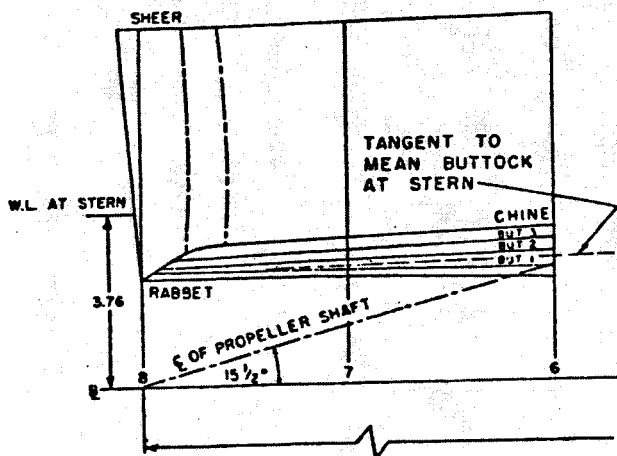 SHEER
TANGENT TO
MEAN BUTTOCK
AT STERN
W.L. AT STERN
CHINE
BUT 3
BUT 2
BUT 1
RABBET
3.76
℄ OF PROPELLER SHAFT
15 1/2°
8
7
6